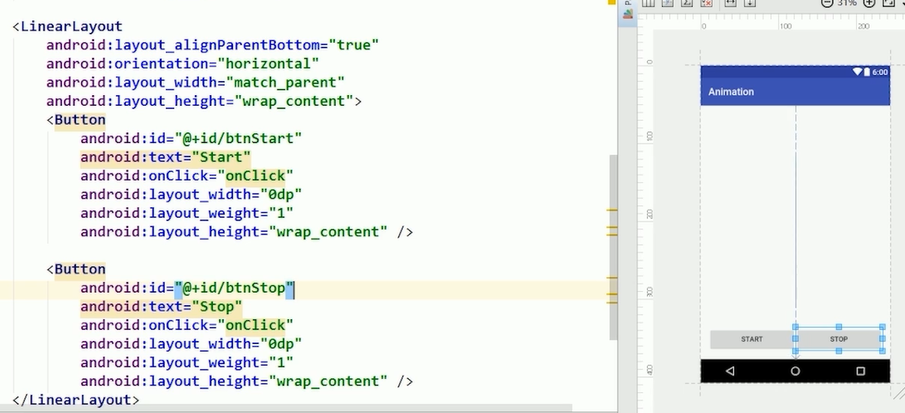 <LinearLayout
android:layout_alignParentBottom="true"
android:orientation="horizontal"
android:layout_width="match_parent"
android:layout_height="wrap_content">
<Button
android:id="@+id/btnStart"
android:text="Start"
android:onClick="onClick"
android:layout_width="0dp"
android:layout_weight="1"
android:layout_height="wrap_content" />
<Button
android:id="@+id/btnStop"
android:text="Stop"
android:onClick="onClick"
android:layout_width="0dp"
android:layout_weight="1"
android:layout_height="wrap_content" />
</LinearLayout>
31%
0 100 200
0
100
200
300
400
6:00
Animation
START STOP